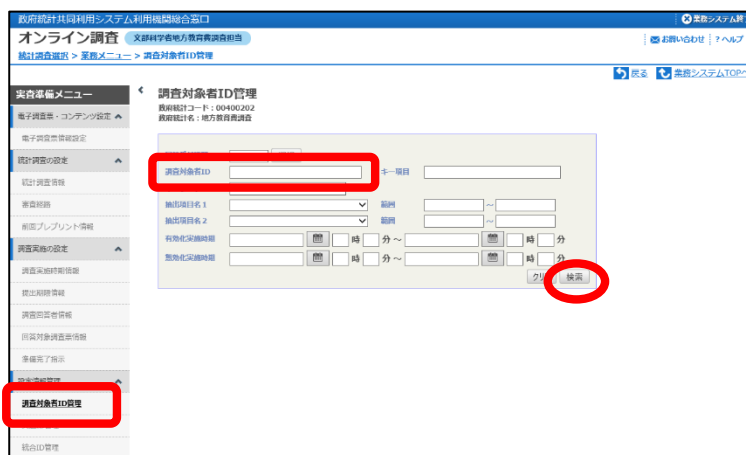 政府統計共同利用システム利用機関総合窓口
業務システム終
オンライン調査 文部科学省地方教育費調査担当
お問い合わせ ? ヘルプ
統計調査選択 > 業務メニュー > 調査対象者ID管理
戻る 業務システムTOPへ
実査準備メニュー
調査対象者ID管理
政府統計コード:00400202
政府統計名:地方教育費調査
電子調査票・コンテンツ設定
電子調査票情報設定
統計調査の設定
統計調査情報
審査経路
前回プレプリント情報
調査実施の設定
調査実施時期情報
提出期限情報
調査回答者情報
回答対象調査票情報
準備完了指示
調査対象者ID管理
統合ID管理
調査対象者ID キー項目
抽出項目名1 範囲 ~
抽出項目名2 範囲 ~
有効化実施時期 時 分 ~ 時 分
無効化実施時期 時 分 ~ 時 分
検索